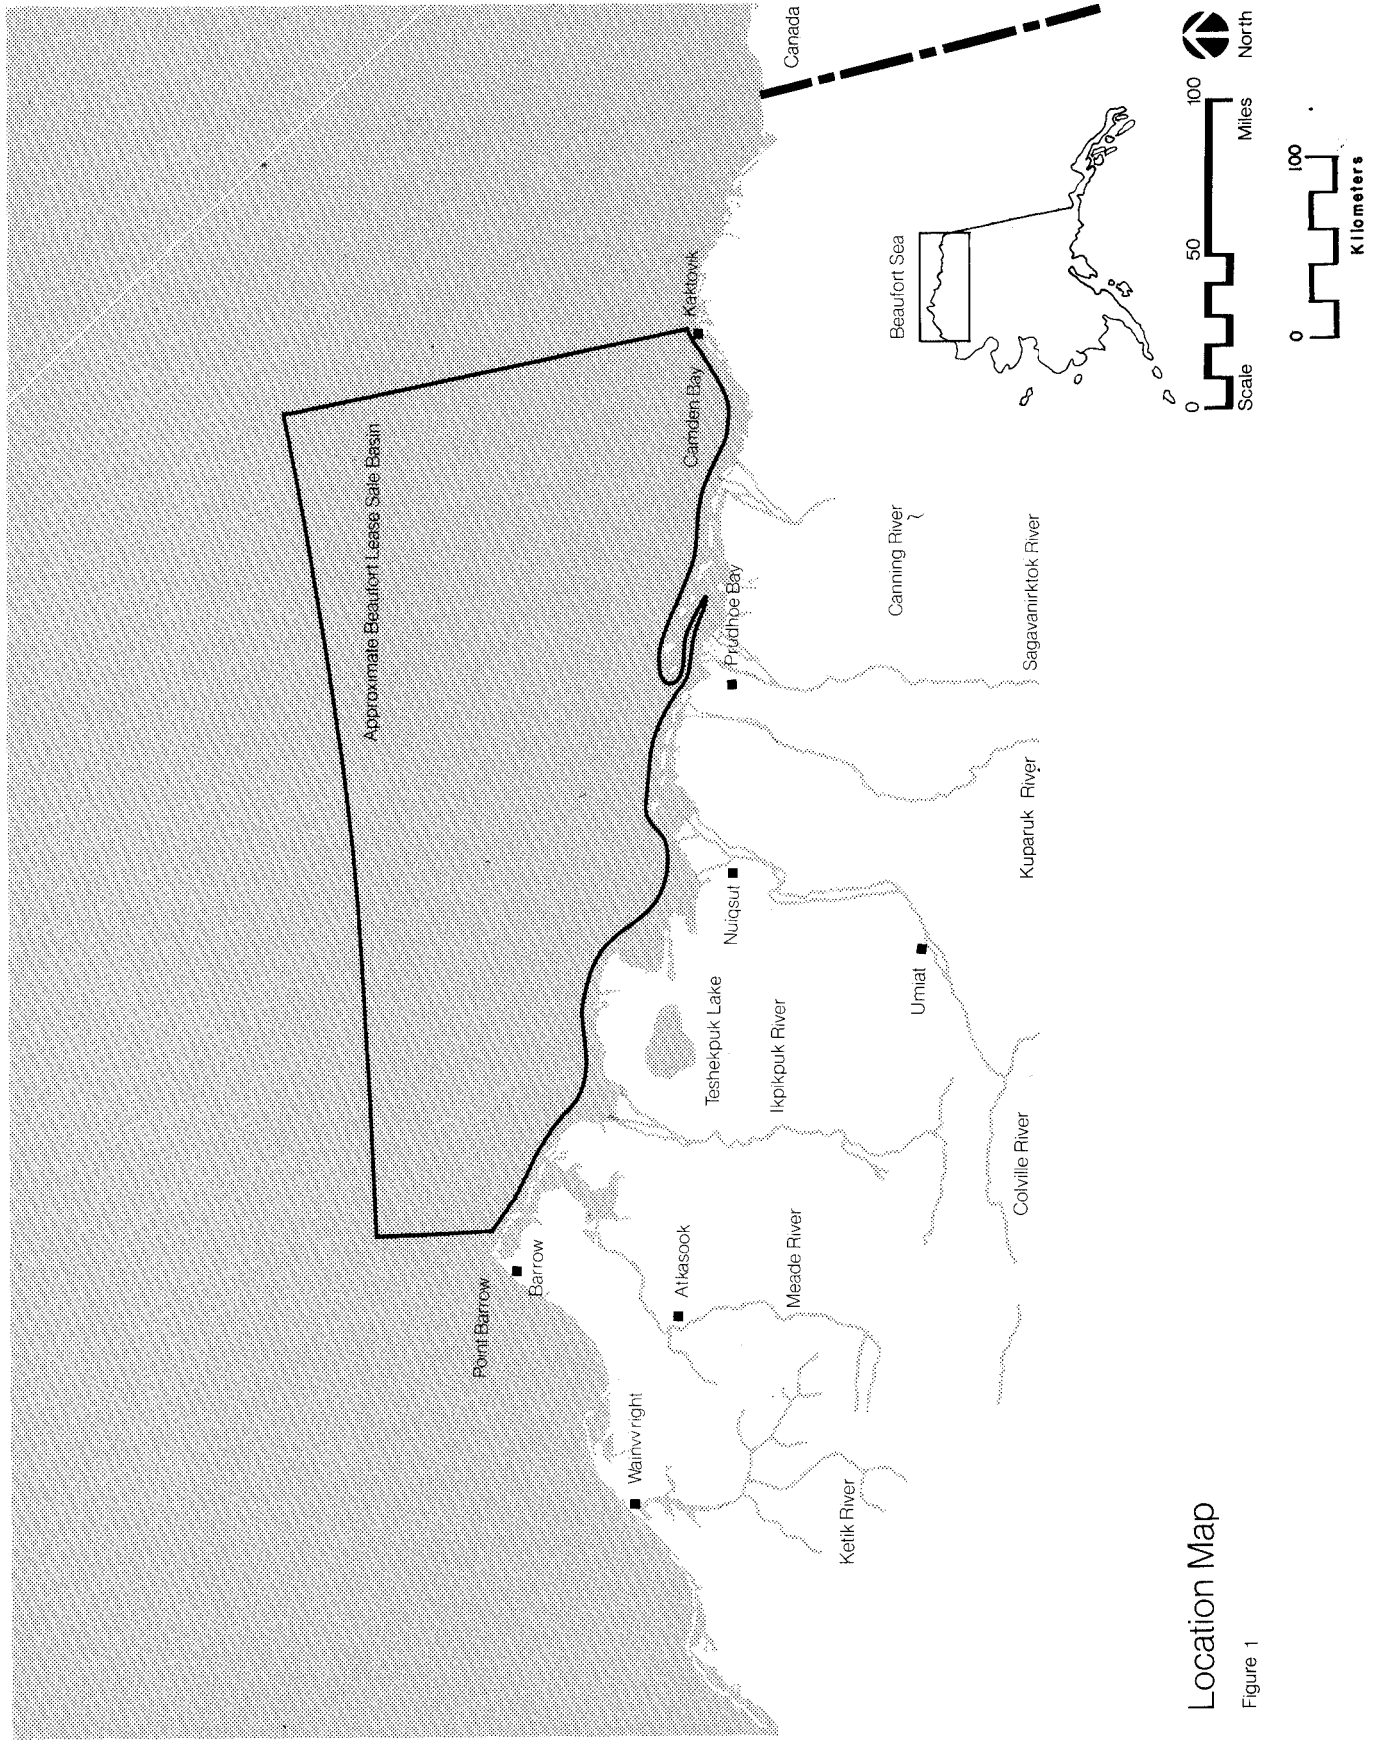 Approximate Beaufort Lease Sale Basin
Point Barrow
Barrow
Wainwright
Atkasook
Meade River
Ketik River
Teshekpuk Lake
Ikpikpuk River
Nuiqsut
Umiat
Colville River
Kuparuk River
Prudhoe Bay
Sagavanirktok River
Canning River
Camden Bay
Kaktovik
Canada
Beaufort Sea
North
0 50 100
Scale Miles
0 100
Kilometers
Location Map
Figure 1